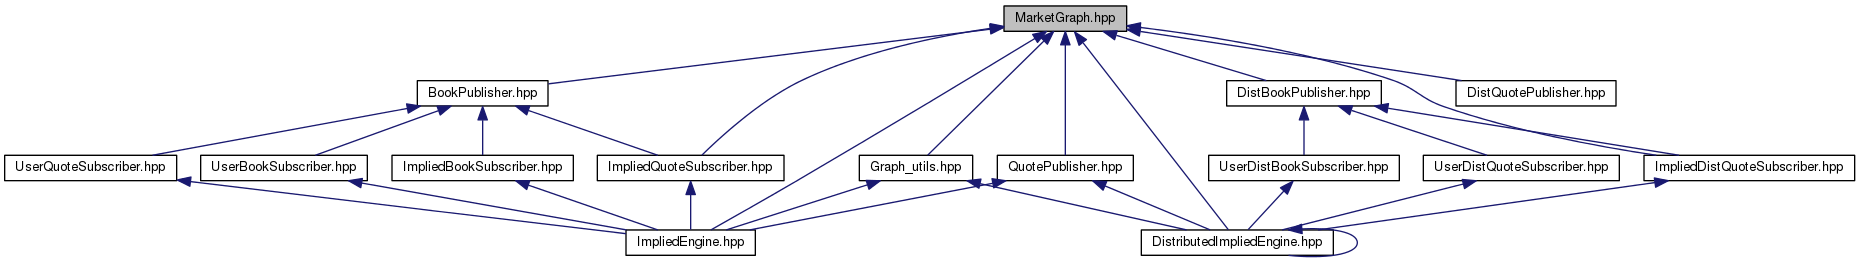 MarketGraph.hpp
BookPublisher.hpp
DistBookPublisher.hpp
DistQuotePublisher.hpp
UserQuoteSubscriber.hpp
UserBookSubscriber.hpp
ImpliedBookSubscriber.hpp
ImpliedQuoteSubscriber.hpp
Graph_utils.hpp
QuotePublisher.hpp
UserDistBookSubscriber.hpp
UserDistQuoteSubscriber.hpp
ImpliedDistQuoteSubscriber.hpp
ImpliedEngine.hpp
DistributedImpliedEngine.hpp